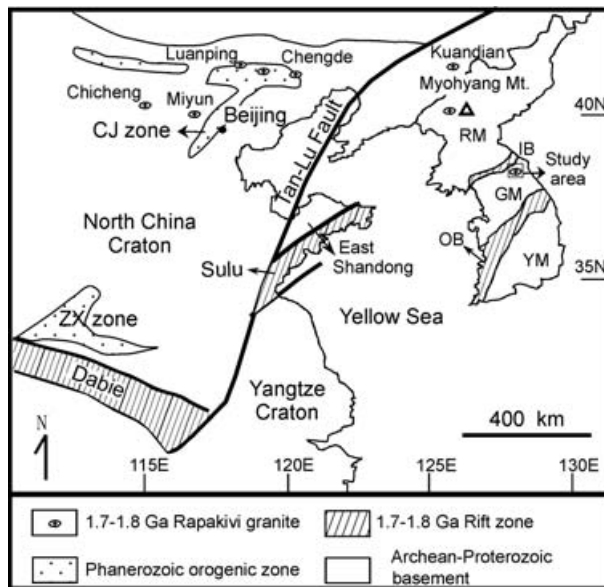 Luanping
Chengde
Kuandian
Myohyang Mt.
Chicheng
Miyun
Beijing
CJ zone
Tan-Lu Fault
40N
RM
IB
Study
area
GM
North China
Craton
East
Shandong
Sulu
OB
YM
35N
ZX zone
Yellow Sea
Dabie
Yangtze
Craton
N
400 km
115E
120E
125E
130E
1.7-1.8 Ga Rapakivi granite
1.7-1.8 Ga Rift zone
Phanerozoic orogenic zone
Archean-Proterozoic
basement